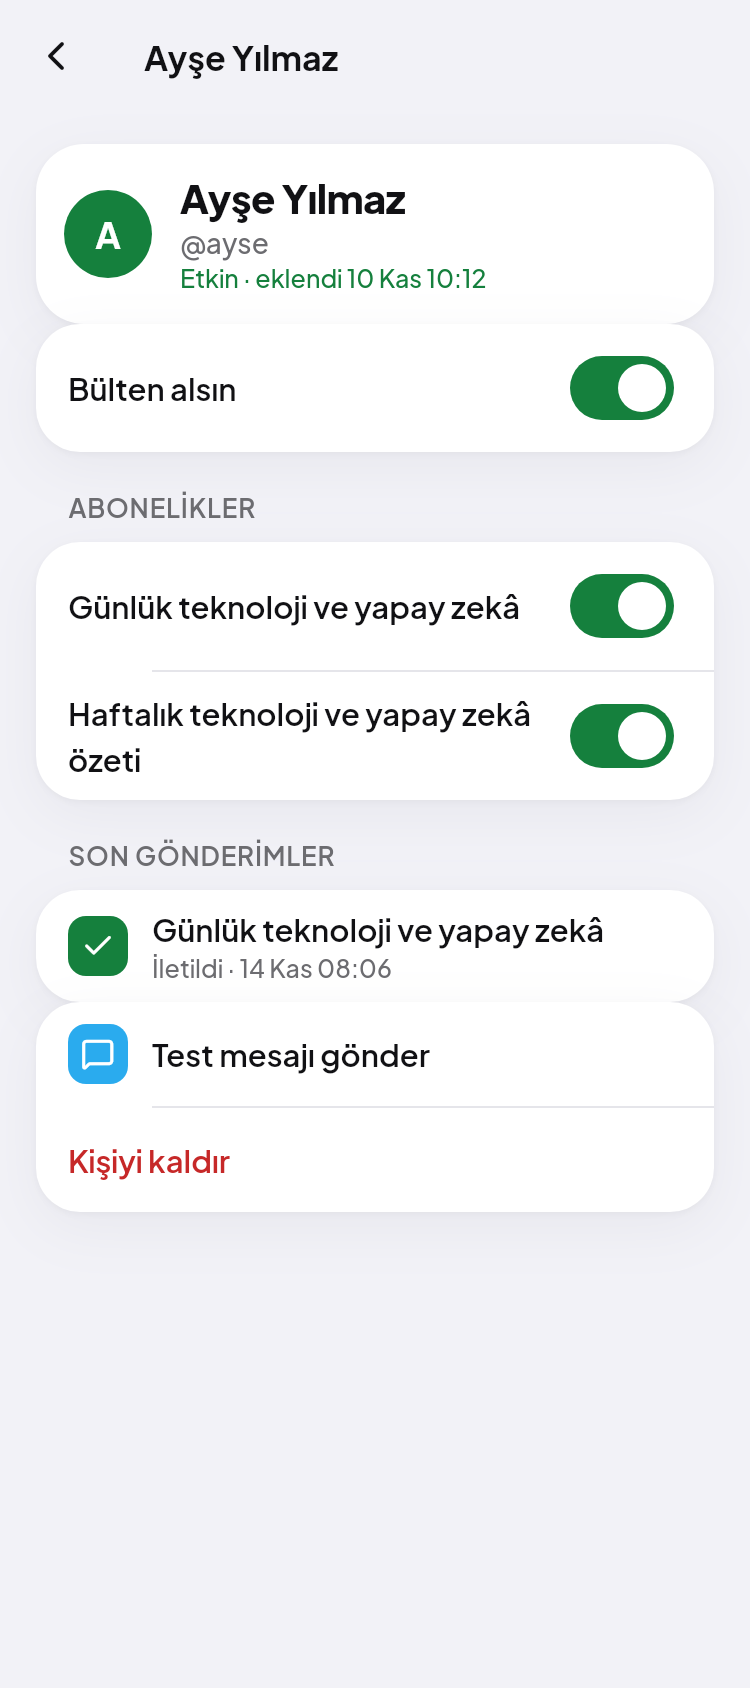 Ayşe Yılmaz
A
Ayşe Yılmaz
@ayse
Etkin · eklendi 10 Kas 10:12
Bülten alsın
ABONELİKLER
Günlük teknoloji ve yapay zekâ
Haftalık teknoloji ve yapay zekâ
özeti
SON GÖNDERİMLER
Günlük teknoloji ve yapay zekâ
İletildi · 14 Kas 08:06
Test mesajı gönder
Kişiyi kaldır